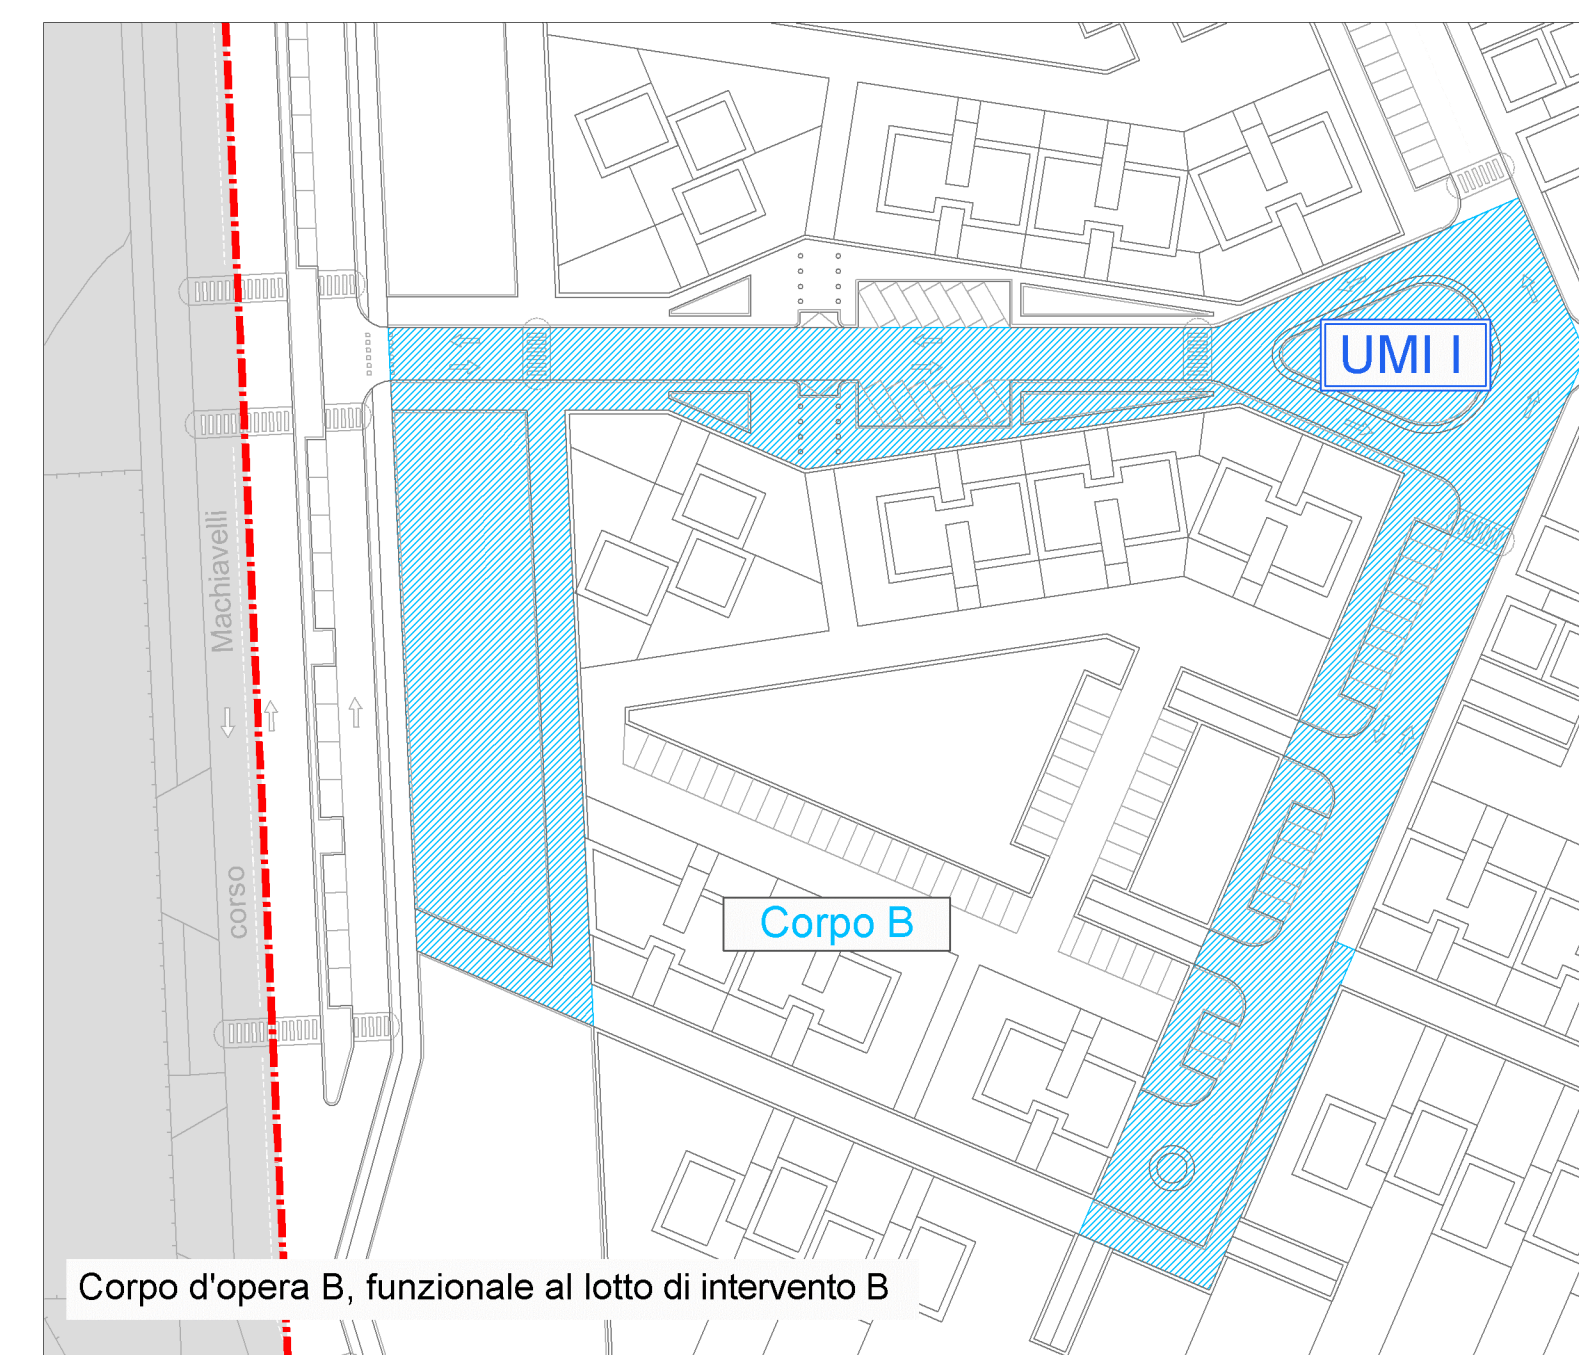 UMI I
corso Machiavelli
Corpo B
Corpo d'opera B, funzionale al lotto di intervento B